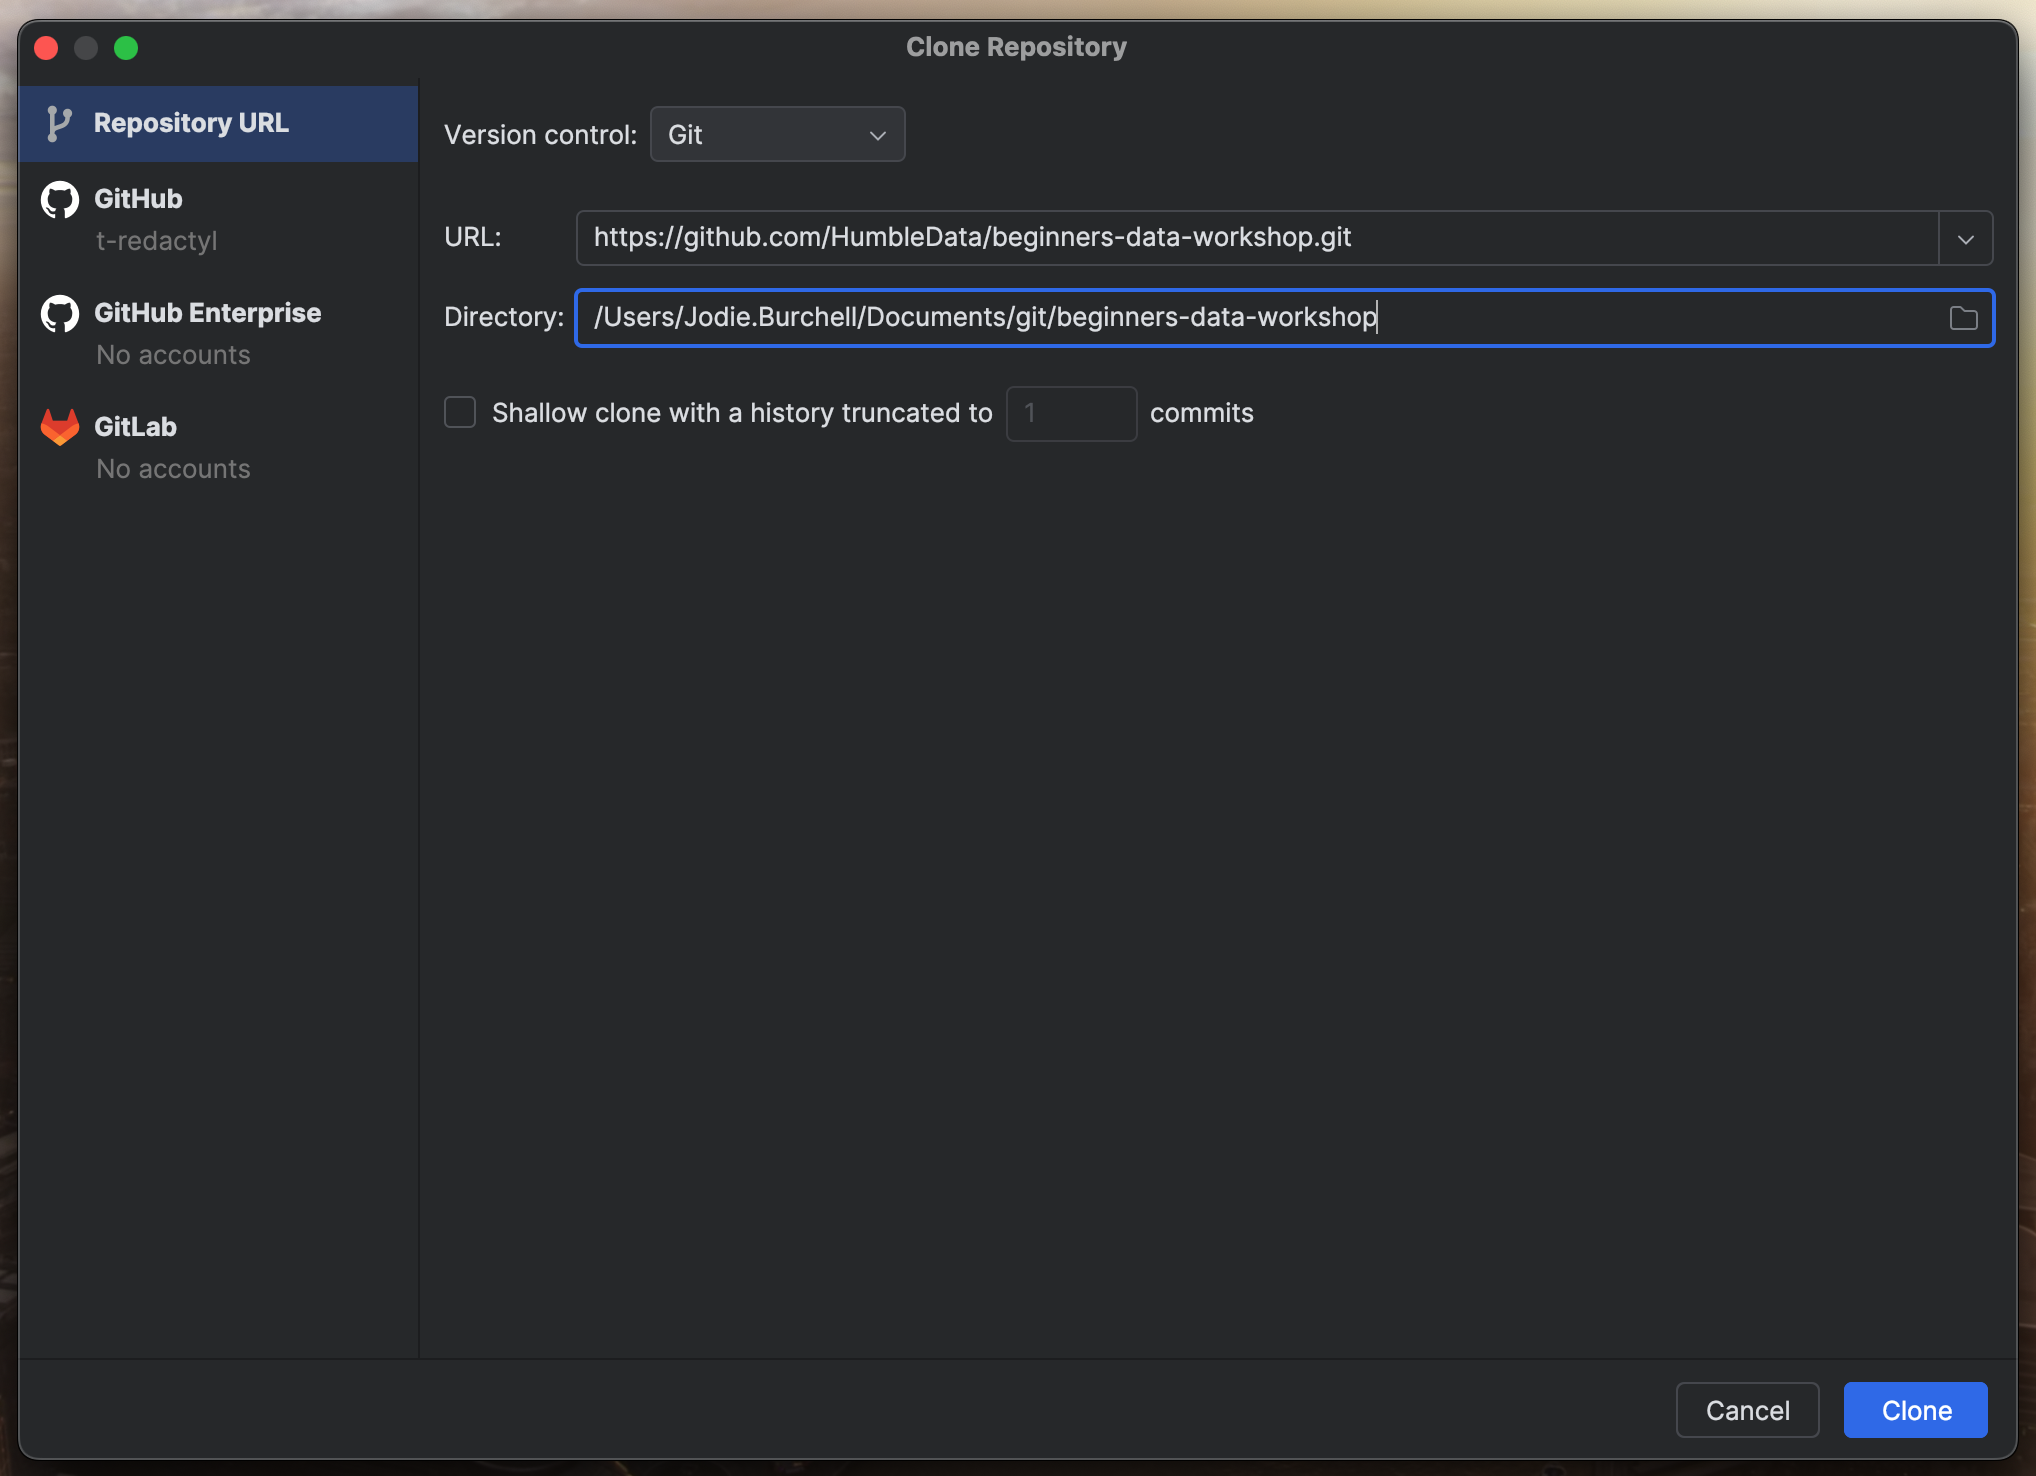 Clone Repository
Repository URL
GitHub
t-redactyl
GitHub Enterprise
No accounts
GitLab
No accounts
Version control: Git
URL: https://github.com/HumbleData/beginners-data-workshop.git
Directory: /Users/Jodie.Burchell/Documents/git/beginners-data-workshop
Shallow clone with a history truncated to 1 commits
Cancel Clone